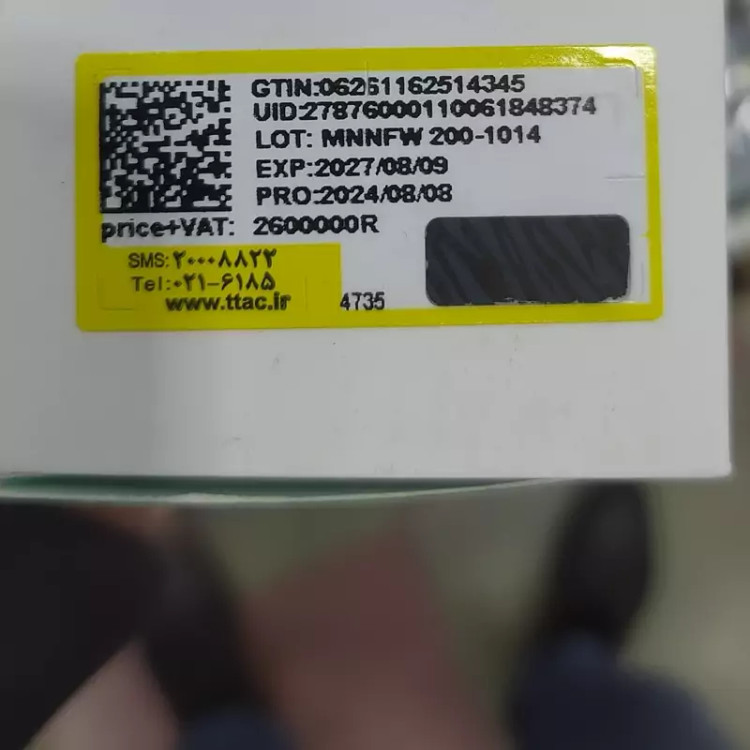 GTIN:06261162514345
UID:27876000110061848374
LOT: MNNFW 200-1014
EXP:2027/08/09
PRO:2024/08/08
price+VAT: 2600000R
SMS:۲۰۰۰۸۸۲۲
Tel:۰۲۱-۶۱۸۵
www.ttac.ir
4735